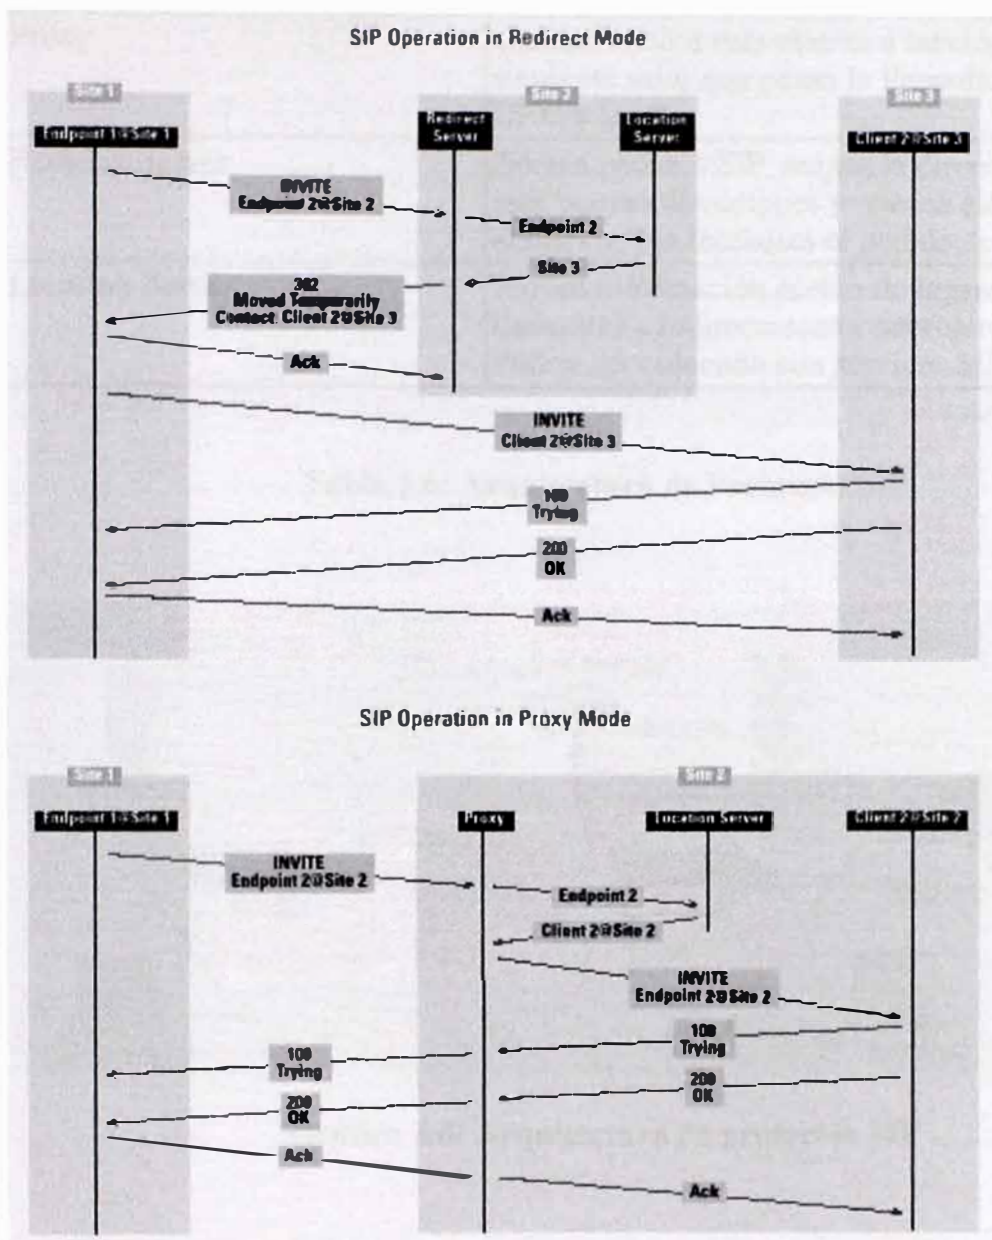 SIP Operation in Redirect Mode
Site 1
Site 2
Site 3
Endpoint 1@Site 1
Redirect
Server
Location
Server
Client 2@Site 3
INVITE
Endpoint 2@Site 2
Endpoint 2
Site 3
302
Moved Temporarily
Contact: Client 2@Site 3
Ack
INVITE
Client 2@Site 3
100
Trying
200
OK
Ack
SIP Operation in Proxy Mode
Site 1
Site 2
Endpoint 1@Site 1
Proxy
Location Server
Client 2@Site 2
INVITE
Endpoint 2@Site 2
Endpoint 2
Client 2@Site 2
INVITE
Endpoint 2@Site 2
100
Trying
100
Trying
200
OK
200
OK
Ack
Ack